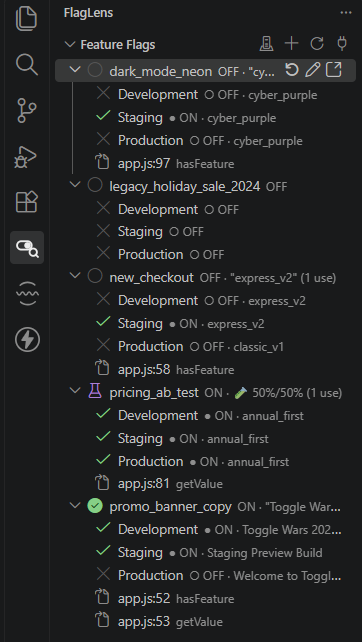 FlagLens
Feature Flags
dark_mode_neon OFF · "cy...
Development ○ OFF · cyber_purple
Staging ● ON · cyber_purple
Production ○ OFF · cyber_purple
app.js:97 hasFeature
legacy_holiday_sale_2024 OFF
Development ○ OFF
Staging ○ OFF
Production ○ OFF
new_checkout OFF · "express_v2" (1 use)
Development ○ OFF · express_v2
Staging ● ON · express_v2
Production ○ OFF · classic_v1
app.js:58 hasFeature
pricing_ab_test ON · 🧪 50%/50% (1 use)
Development ● ON · annual_first
Staging ● ON · annual_first
Production ● ON · annual_first
app.js:81 getValue
promo_banner_copy ON · "Toggle War...
Development ● ON · Toggle Wars 202...
Staging ● ON · Staging Preview Build
Production ○ OFF · Welcome to Toggl...
app.js:52 hasFeature
app.js:53 getValue